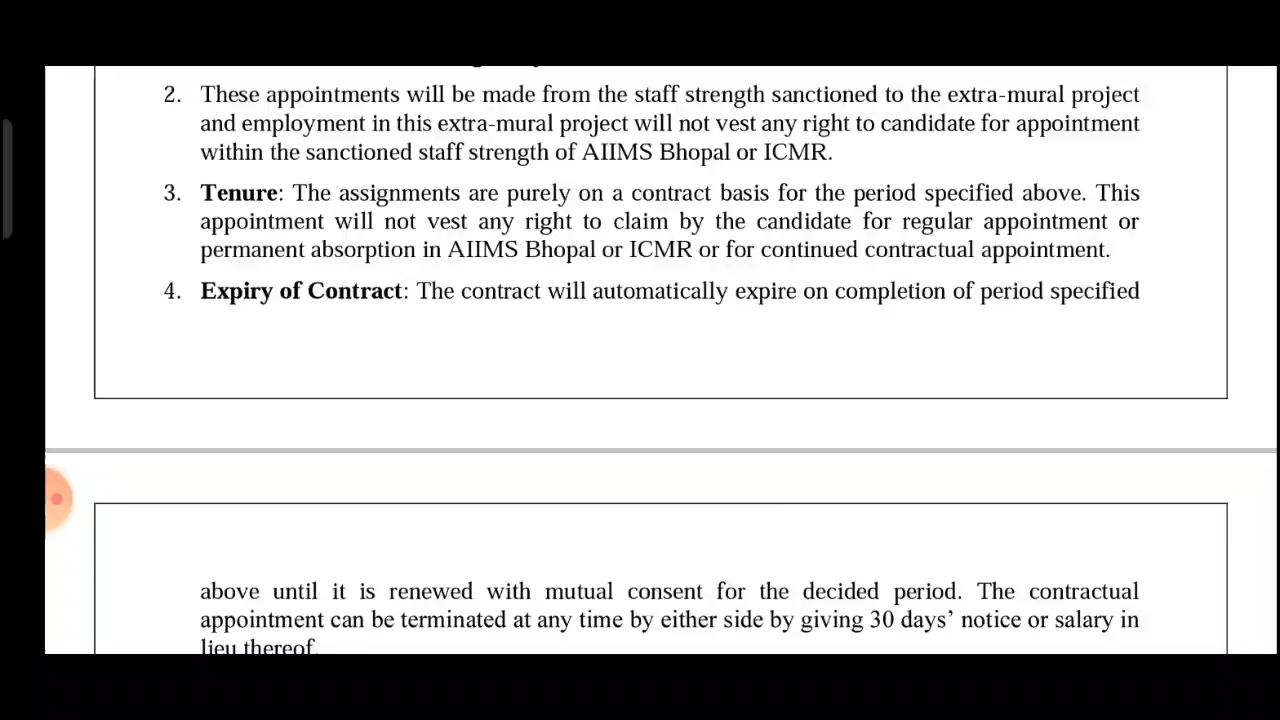 2. These appointments will be made from the staff strength sanctioned to the extra-mural project
and employment in this extra-mural project will not vest any right to candidate for appointment
within the sanctioned staff strength of AIIMS Bhopal or ICMR.
3. Tenure: The assignments are purely on a contract basis for the period specified above. This
appointment will not vest any right to claim by the candidate for regular appointment or
permanent absorption in AIIMS Bhopal or ICMR or for continued contractual appointment.
4. Expiry of Contract: The contract will automatically expire on completion of period specified
above until it is renewed with mutual consent for the decided period. The contractual
appointment can be terminated at any time by either side by giving 30 days’ notice or salary in
lieu thereof.